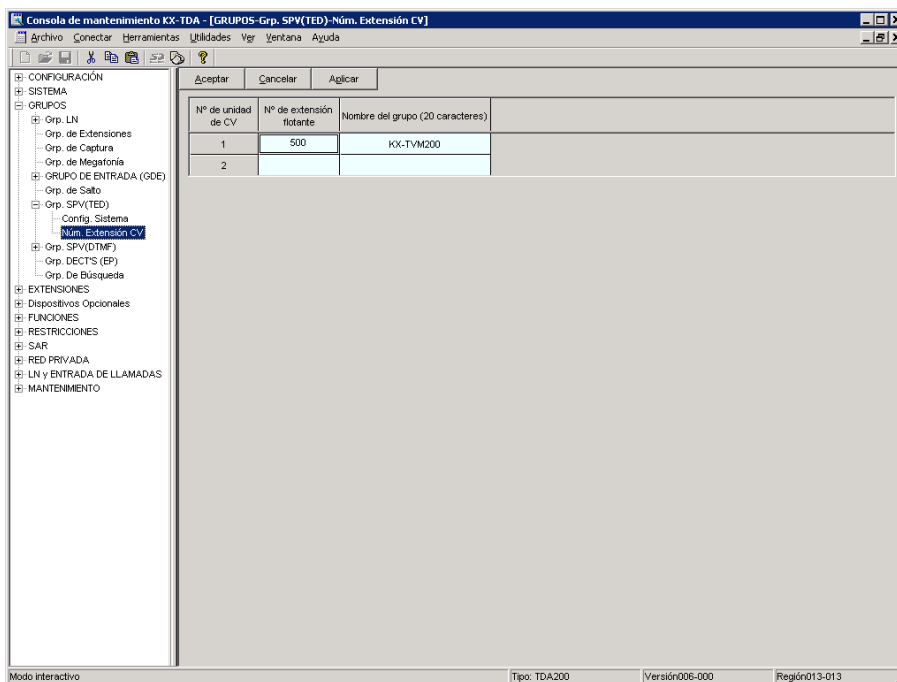 Consola de mantenimiento KX-TDA - [GRUPOS-Grp. SPV(TED)-Núm. Extensión CV]
Archivo Conectar Herramientas Utilidades Ver Ventana Ayuda
CONFIGURACIÓN
SISTEMA
GRUPOS
Grp. LN
Grp. de Extensiones
Grp. de Captura
Grp. de Megafonía
GRUPO DE ENTRADA (GDE)
Grp. de Salto
Grp. SPV(TED)
Config. Sistema
Núm. Extensión CV
Grp. SPV(DTMF)
Grp. DECT'S (EP)
Grp. De Búsqueda
EXTENSIONES
Dispositivos Opcionales
FUNCIONES
RESTRICCIONES
SAR
RED PRIVADA
LN y ENTRADA DE LLAMADAS
MANTENIMIENTO
Aceptar Cancelar Aplicar
Nº de unidad de CV
Nº de extensión flotante
Nombre del grupo (20 caracteres)
1 500 KX-TVM200
2
Modo interactivo Tipo: TDA200 Versión006-000 Región013-013